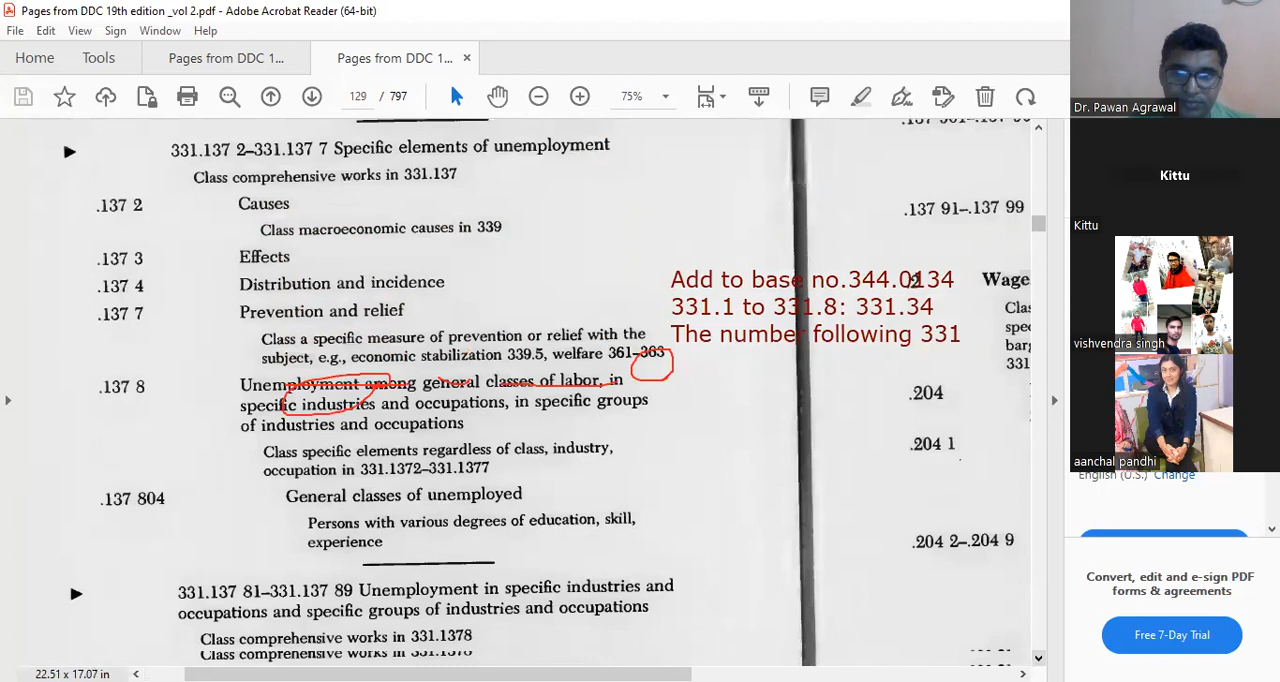 Pages from DDC 19th edition _vol 2.pdf - Adobe Acrobat Reader (64-bit)
File Edit View Sign Window Help
Home Tools Pages from DDC 1... Pages from DDC 1... ×
129 / 797 75%
331.137 2–331.137 7 Specific elements of unemployment
Class comprehensive works in 331.137
.137 2 Causes
Class macroeconomic causes in 339
.137 3 Effects
.137 4 Distribution and incidence
.137 7 Prevention and relief
Class a specific measure of prevention or relief with the
subject, e.g., economic stabilization 339.5, welfare 361–363
.137 8 Unemployment among general classes of labor, in
specific industries and occupations, in specific groups
of industries and occupations
Class specific elements regardless of class, industry,
occupation in 331.1372–331.1377
.137 804 General classes of unemployed
Persons with various degrees of education, skill,
experience
331.137 81–331.137 89 Unemployment in specific industries and
occupations and specific groups of industries and occupations
Class comprehensive works in 331.1378
Class comprehensive works in 331.1378
Add to base no.344.0134
331.1 to 331.8: 331.34
The number following 331
.137 91–.137 99
.2 Wage
Clas
spec
barg
331
.204
.204 1
.204 2–.204 9
22.51 x 17.07 in
Dr. Pawan Agrawal
Kittu
Kittu
vishvendra singh
aanchal pandhi
English (U.S.) Change
Convert, edit and e-sign PDF
forms & agreements
Free 7-Day Trial